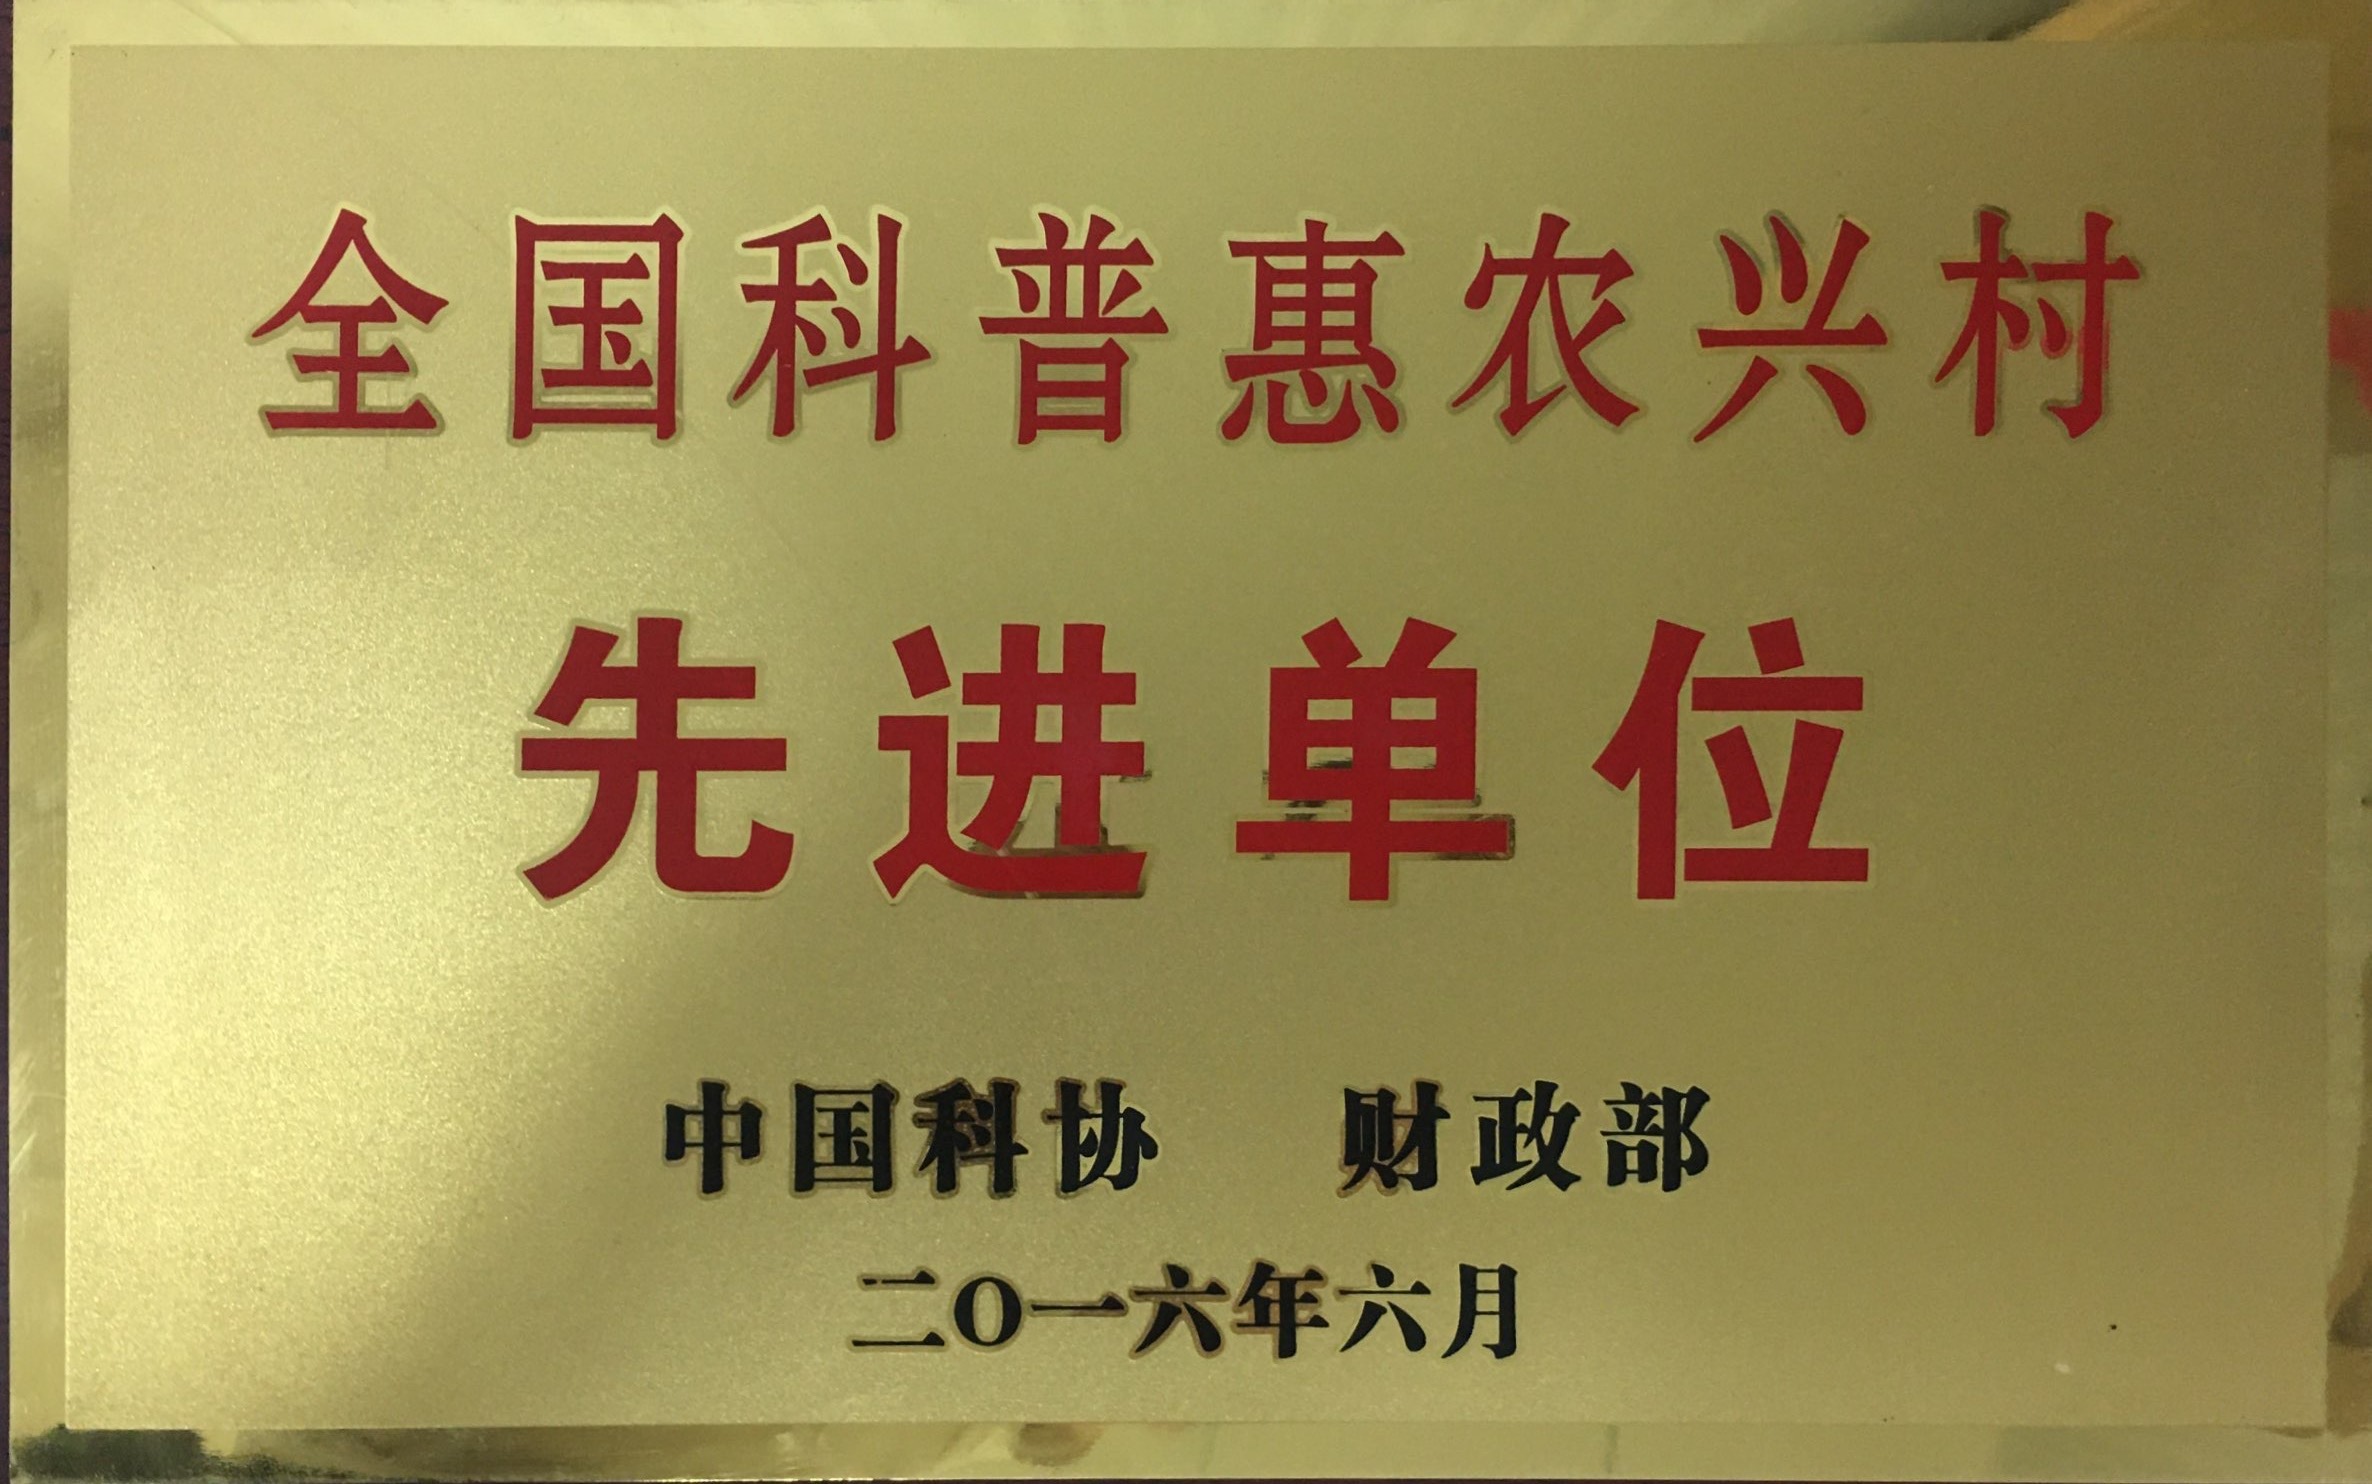 全国科普惠农兴村
先进单位
中国科协 财政部
二〇一六年六月